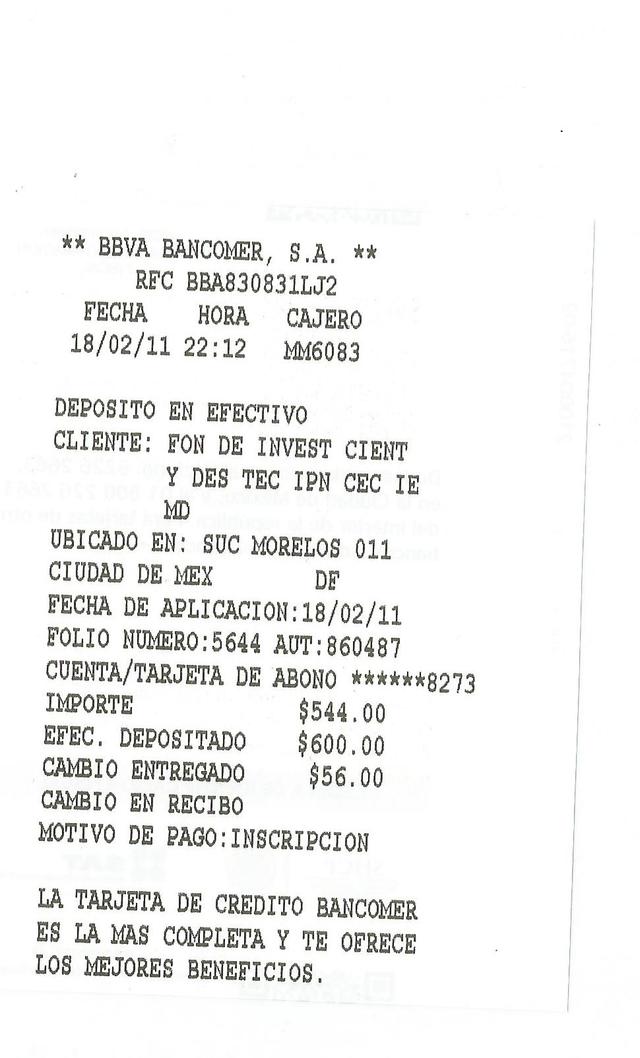 ** BBVA BANCOMER, S.A. **
RFC BBA830831LJ2
FECHA HORA CAJERO
18/02/11 22:12 MM6083
DEPOSITO EN EFECTIVO
CLIENTE: FON DE INVEST CIENT
Y DES TEC IPN CEC IE
MD
UBICADO EN: SUC MORELOS 011
CIUDAD DE MEX DF
FECHA DE APLICACION:18/02/11
FOLIO NUMERO:5644 AUT:860487
CUENTA/TARJETA DE ABONO ******8273
IMPORTE $544.00
EFEC. DEPOSITADO $600.00
CAMBIO ENTREGADO $56.00
CAMBIO EN RECIBO
MOTIVO DE PAGO:INSCRIPCION
LA TARJETA DE CREDITO BANCOMER
ES LA MAS COMPLETA Y TE OFRECE
LOS MEJORES BENEFICIOS.